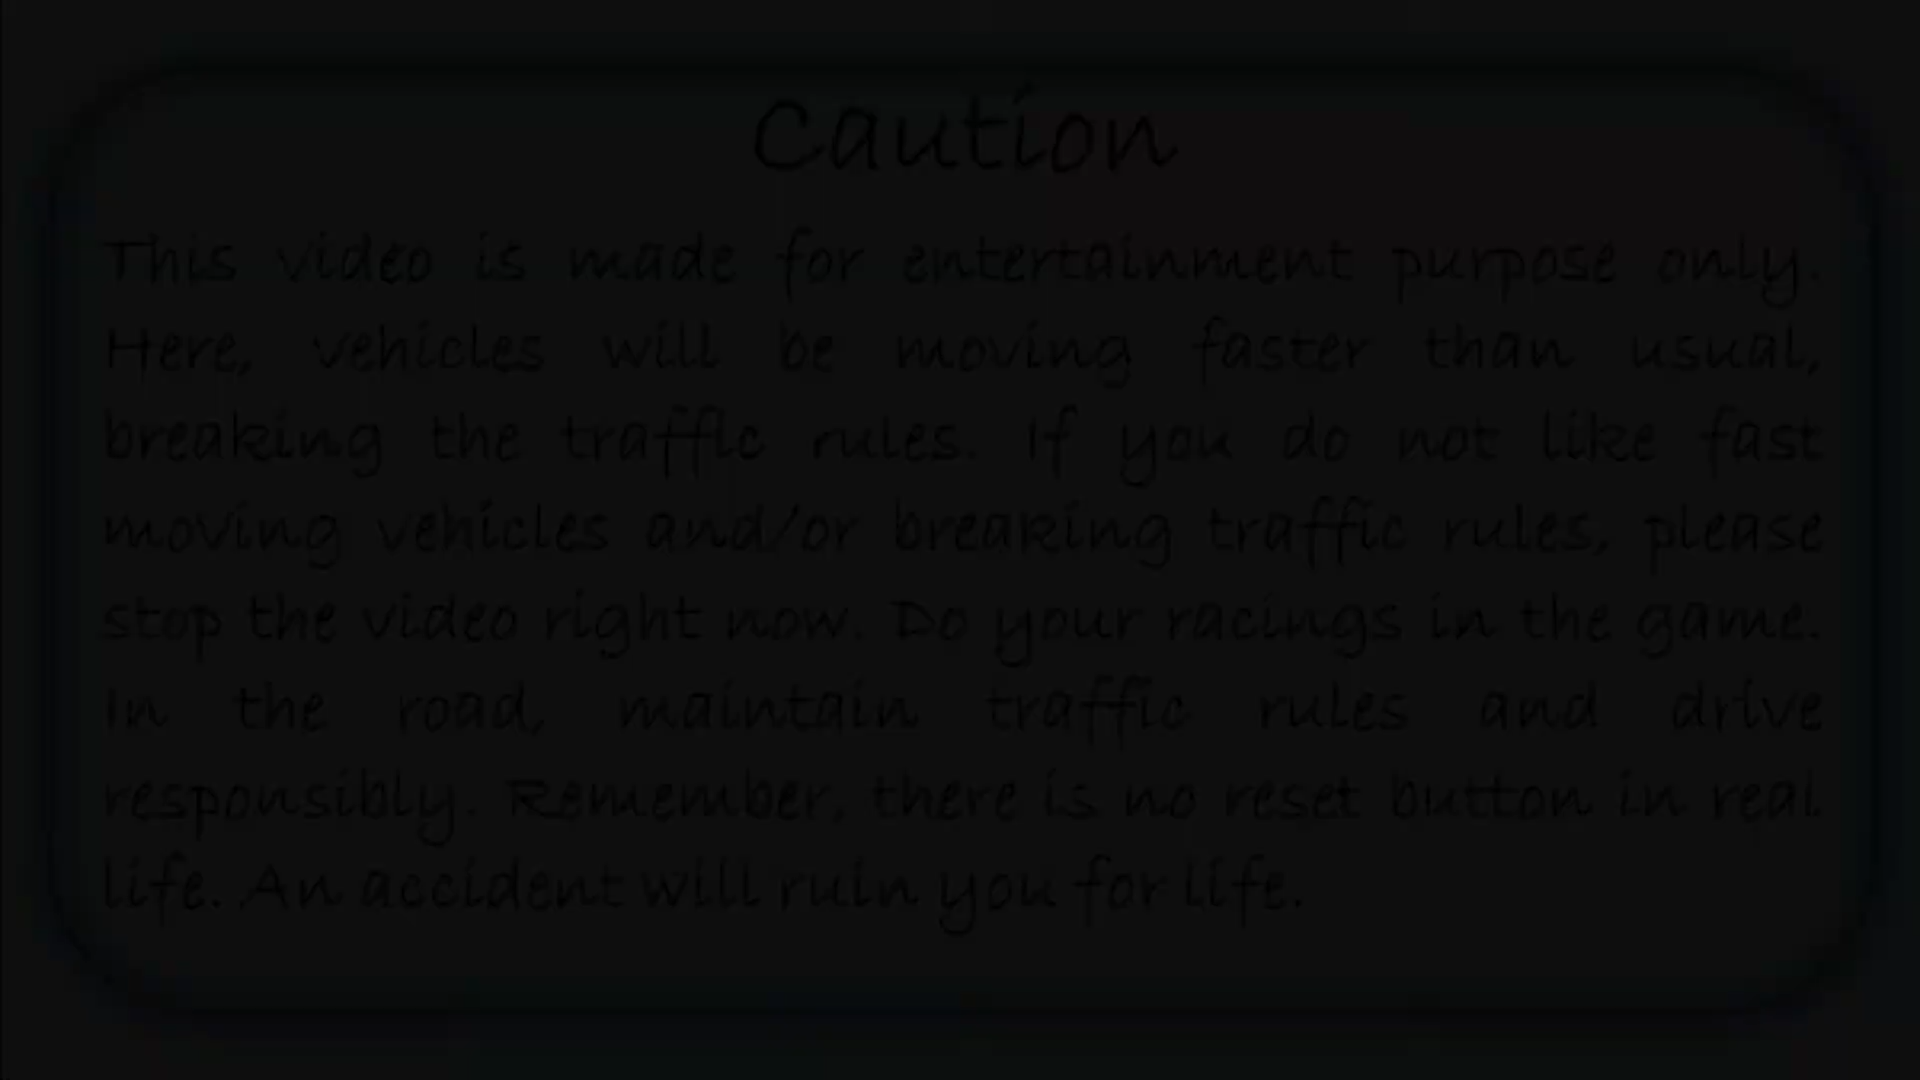 Caution
This video is made for entertainment purpose only.
Here, vehicles will be moving faster than usual,
breaking the traffic rules. If you do not like fast
moving vehicles and/or breaking traffic rules, please
stop the video right now. Do your racings in the game.
In the road, maintain traffic rules and drive
responsibly. Remember, there is no reset button in real
life. An accident will ruin you for life.